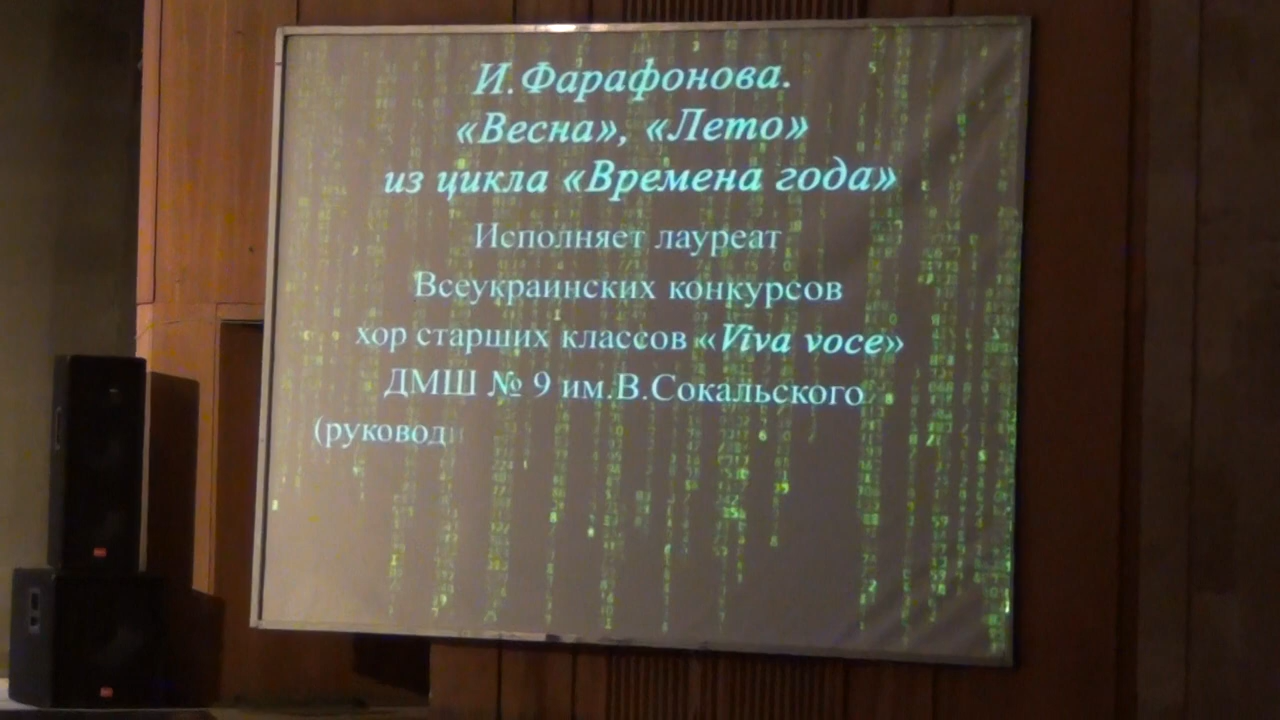 И.Фарафонова.
«Весна», «Лето»
из цикла «Времена года»
Исполняет лауреат
Всеукраинских конкурсов
хор старших классов «Viva voce»
ДМШ № 9 им.В.Сокальского
(руководи